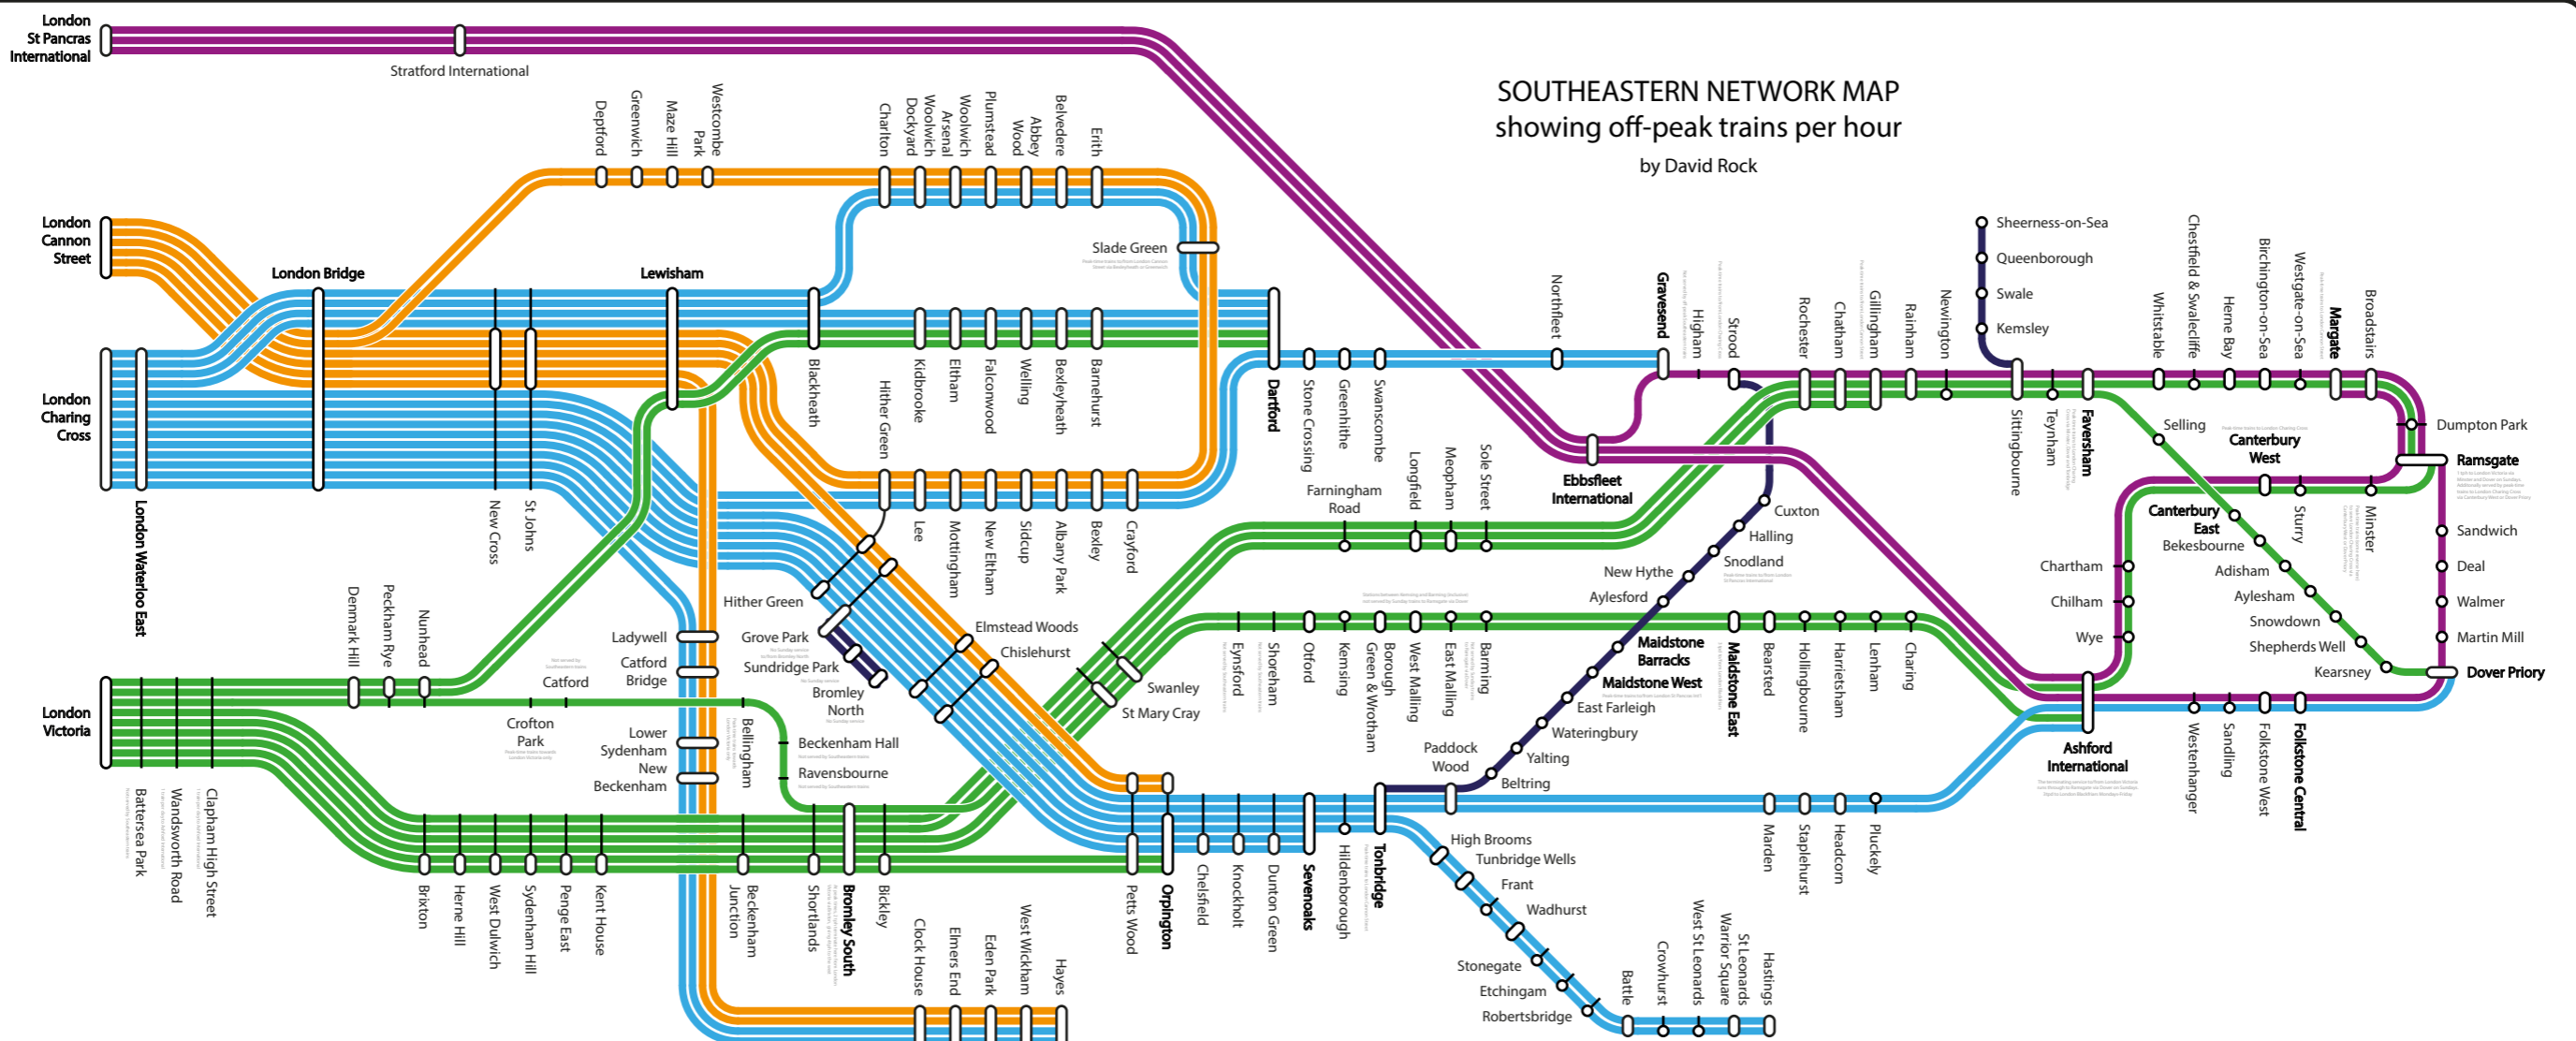 London
St Pancras
International
Stratford International
SOUTHEASTERN NETWORK MAP
showing off-peak trains per hour
by David Rock
Deptford
Greenwich
Maze Hill
Westcombe
Park
Charlton
Woolwich
Dockyard
Woolwich
Arsenal
Plumstead
Abbey
Wood
Belvedere
Erith
Slade Green
London
Cannon
Street
London Bridge
Lewisham
London
Charing
Cross
London Waterloo East
New Cross
St Johns
Blackheath
Kidbrooke
Eltham
Falconwood
Welling
Bexleyheath
Barnehurst
Dartford
Hither Green
Lee
Mottingham
New Eltham
Sidcup
Albany Park
Bexley
Crayford
Stone Crossing
Greenhithe
Swanscombe
Northfleet
Gravesend
Higham
Strood
Rochester
Chatham
Gillingham
Rainham
Newington
Sheerness-on-Sea
Queenborough
Swale
Kemsley
Sittingbourne
Teynham
Faversham
Whitstable
Chestfield & Swalecliffe
Herne Bay
Birchington-on-Sea
Westgate-on-Sea
Margate
Broadstairs
Dumpton Park
Ramsgate
Selling
Canterbury
West
Sturry
Minster
Canterbury
East
Bekesbourne
Adisham
Aylesham
Snowdown
Shepherds Well
Kearsney
Sandwich
Deal
Walmer
Martin Mill
Dover Priory
Chartham
Chilham
Wye
Ashford
International
Westenhanger
Sandling
Folkstone West
Folkstone Central
Ebbsfleet
International
Farningham
Road
Longfield
Meopham
Sole Street
Cuxton
Halling
Snodland
New Hythe
Aylesford
Maidstone
Barracks
Maidstone West
East Farleigh
Wateringbury
Yalting
Beltring
Paddock
Wood
Eynsford
Shoreham
Otford
Kemsing
Borough
Green & Wrotham
West Malling
East Malling
Barming
Maidstone East
Bearsted
Hollingbourne
Harrietsham
Lenham
Charing
Hither Green
Grove Park
Sundridge Park
Bromley
North
Elmstead Woods
Chislehurst
Swanley
St Mary Cray
Denmark Hill
Peckham Rye
Nunhead
London
Victoria
Battersea Park
Wandsworth Road
Clapham High Street
Crofton
Park
Catford
Ladywell
Catford
Bridge
Lower
Sydenham
New
Beckenham
Bellingham
Beckenham Hall
Ravensbourne
Brixton
Herne Hill
West Dulwich
Sydenham Hill
Penge East
Kent House
Beckenham
Junction
Shortlands
Bromley South
Bickley
Petts Wood
Orpington
Chelsfield
Knockholt
Dunton Green
Sevenoaks
Hildenborough
Tonbridge
Marden
Staplehurst
Headcorn
Pluckely
High Brooms
Tunbridge Wells
Frant
Wadhurst
Stonegate
Etchingam
Robertsbridge
Battle
Crowhurst
West St Leonards
St Leonards
Warrior Square
Hastings
Clock House
Elmers End
Eden Park
West Wickham
Hayes